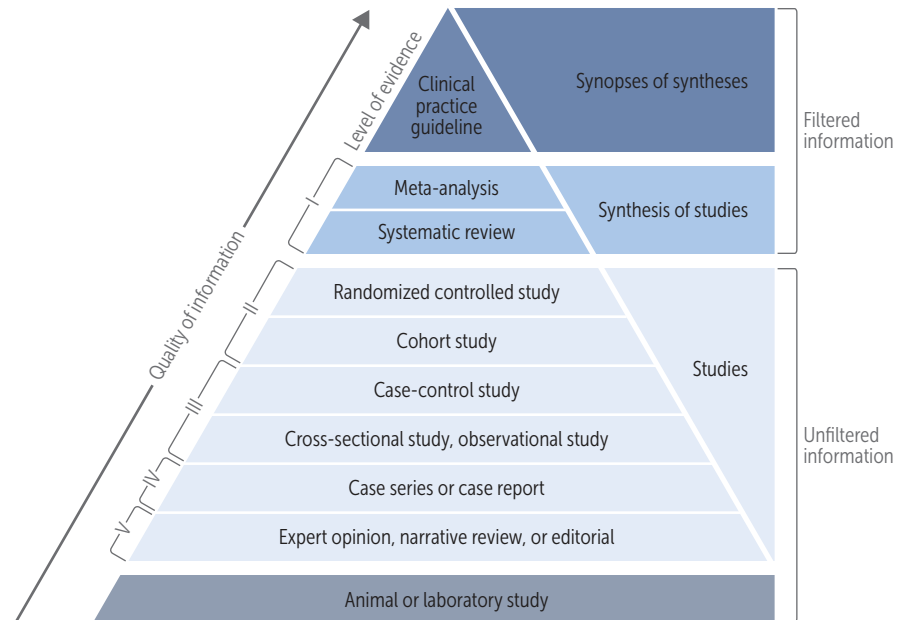 Quality of information
Level of evidence
Clinical
practice
guideline
Synopses of syntheses
Filtered
information
I
Meta-analysis
Systematic review
Synthesis of studies
II
Randomized controlled study
Cohort study
III
Case-control study
Cross-sectional study, observational study
Studies
IV
Case series or case report
V
Expert opinion, narrative review, or editorial
Unfiltered
information
Animal or laboratory study